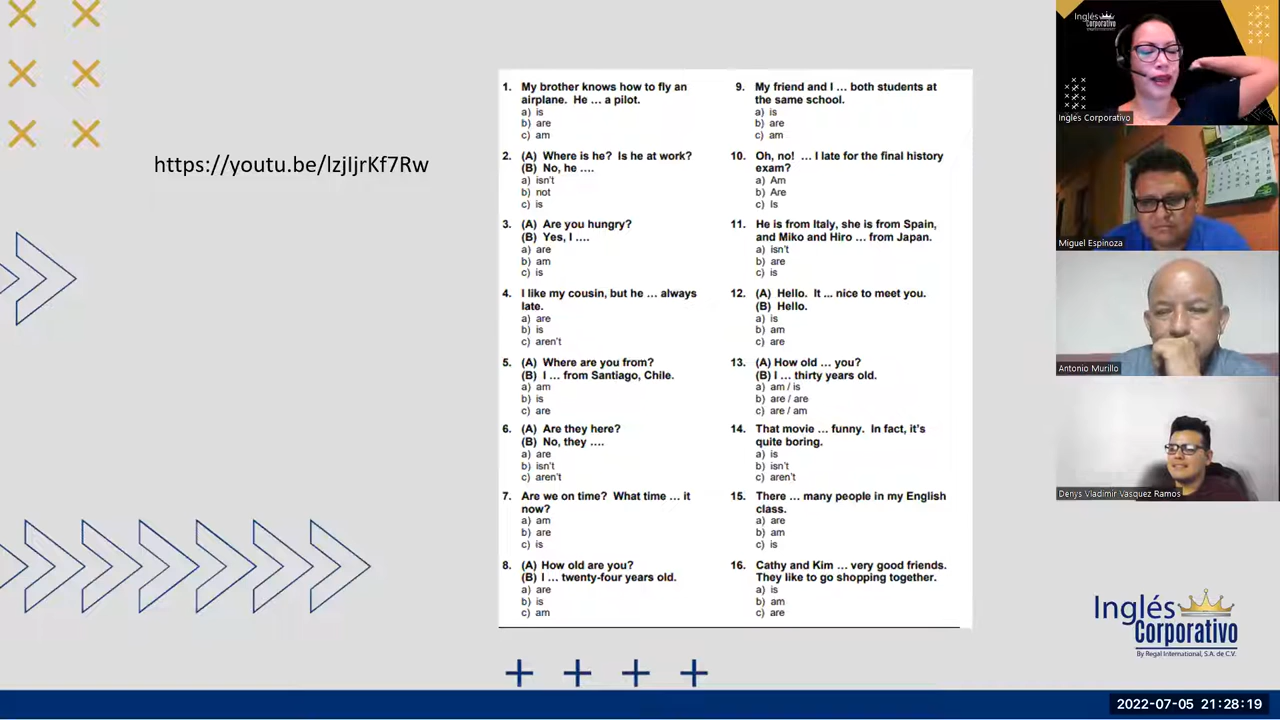 https://youtu.be/lzjljrKf7Rw
1. My brother knows how to fly an
airplane. He ... a pilot.
a) is
b) are
c) am
2. (A) Where is he? Is he at work?
(B) No, he ....
a) isn't
b) not
c) is
3. (A) Are you hungry?
(B) Yes, I ....
a) are
b) am
c) is
4. I like my cousin, but he ... always
late.
a) are
b) is
c) aren't
5. (A) Where are you from?
(B) I ... from Santiago, Chile.
a) am
b) is
c) are
6. (A) Are they here?
(B) No, they ....
a) are
b) isn't
c) aren't
7. Are we on time? What time ... it
now?
a) am
b) are
c) is
8. (A) How old are you?
(B) I ... twenty-four years old.
a) are
b) is
c) am
9. My friend and I ... both students at
the same school.
a) is
b) are
c) am
10. Oh, no! ... I late for the final history
exam?
a) Am
b) Are
c) Is
11. He is from Italy, she is from Spain,
and Miko and Hiro ... from Japan.
a) isn't
b) are
c) is
12. (A) Hello. It ... nice to meet you.
(B) Hello.
a) is
b) am
c) are
13. (A) How old ... you?
(B) I ... thirty years old.
a) am / is
b) are / are
c) are / am
14. That movie ... funny. In fact, it's
quite boring.
a) is
b) isn't
c) aren't
15. There ... many people in my English
class.
a) are
b) am
c) is
16. Cathy and Kim ... very good friends.
They like to go shopping together.
a) is
b) am
c) are
Inglés
Corporativo
Inglés Corporativo
Miguel Espinoza
Antonio Murillo
Denys Vladimir Vasquez Ramos
Inglés
Corporativo
By Regal International, S.A. de C.V.
2022-07-05 21:28:19